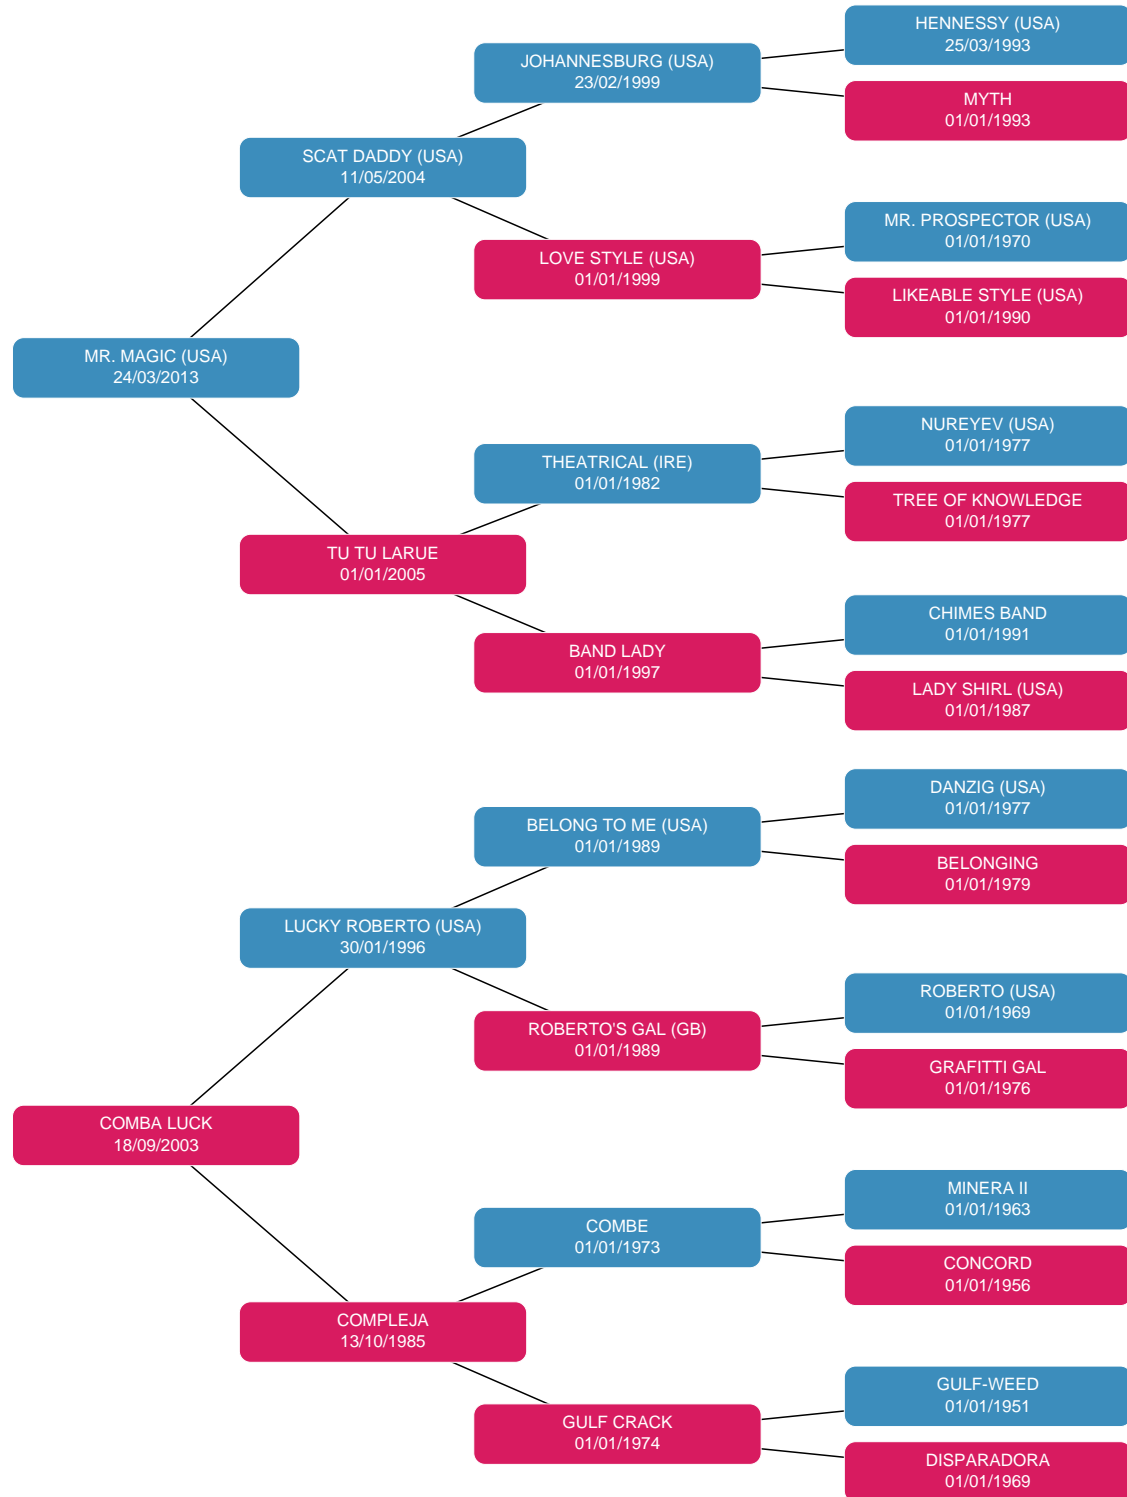 HENNESSY (USA)
25/03/1993
JOHANNESBURG (USA)
23/02/1999
MYTH
01/01/1993
SCAT DADDY (USA)
11/05/2004
MR. PROSPECTOR (USA)
01/01/1970
LOVE STYLE (USA)
01/01/1999
LIKEABLE STYLE (USA)
01/01/1990
MR. MAGIC (USA)
24/03/2013
NUREYEV (USA)
01/01/1977
THEATRICAL (IRE)
01/01/1982
TREE OF KNOWLEDGE
01/01/1977
TU TU LARUE
01/01/2005
CHIMES BAND
01/01/1991
BAND LADY
01/01/1997
LADY SHIRL (USA)
01/01/1987
DANZIG (USA)
01/01/1977
BELONG TO ME (USA)
01/01/1989
BELONGING
01/01/1979
LUCKY ROBERTO (USA)
30/01/1996
ROBERTO (USA)
01/01/1969
ROBERTO'S GAL (GB)
01/01/1989
GRAFITTI GAL
01/01/1976
COMBA LUCK
18/09/2003
MINERA II
01/01/1963
COMBE
01/01/1973
CONCORD
01/01/1956
COMPLEJA
13/10/1985
GULF-WEED
01/01/1951
GULF CRACK
01/01/1974
DISPARADORA
01/01/1969